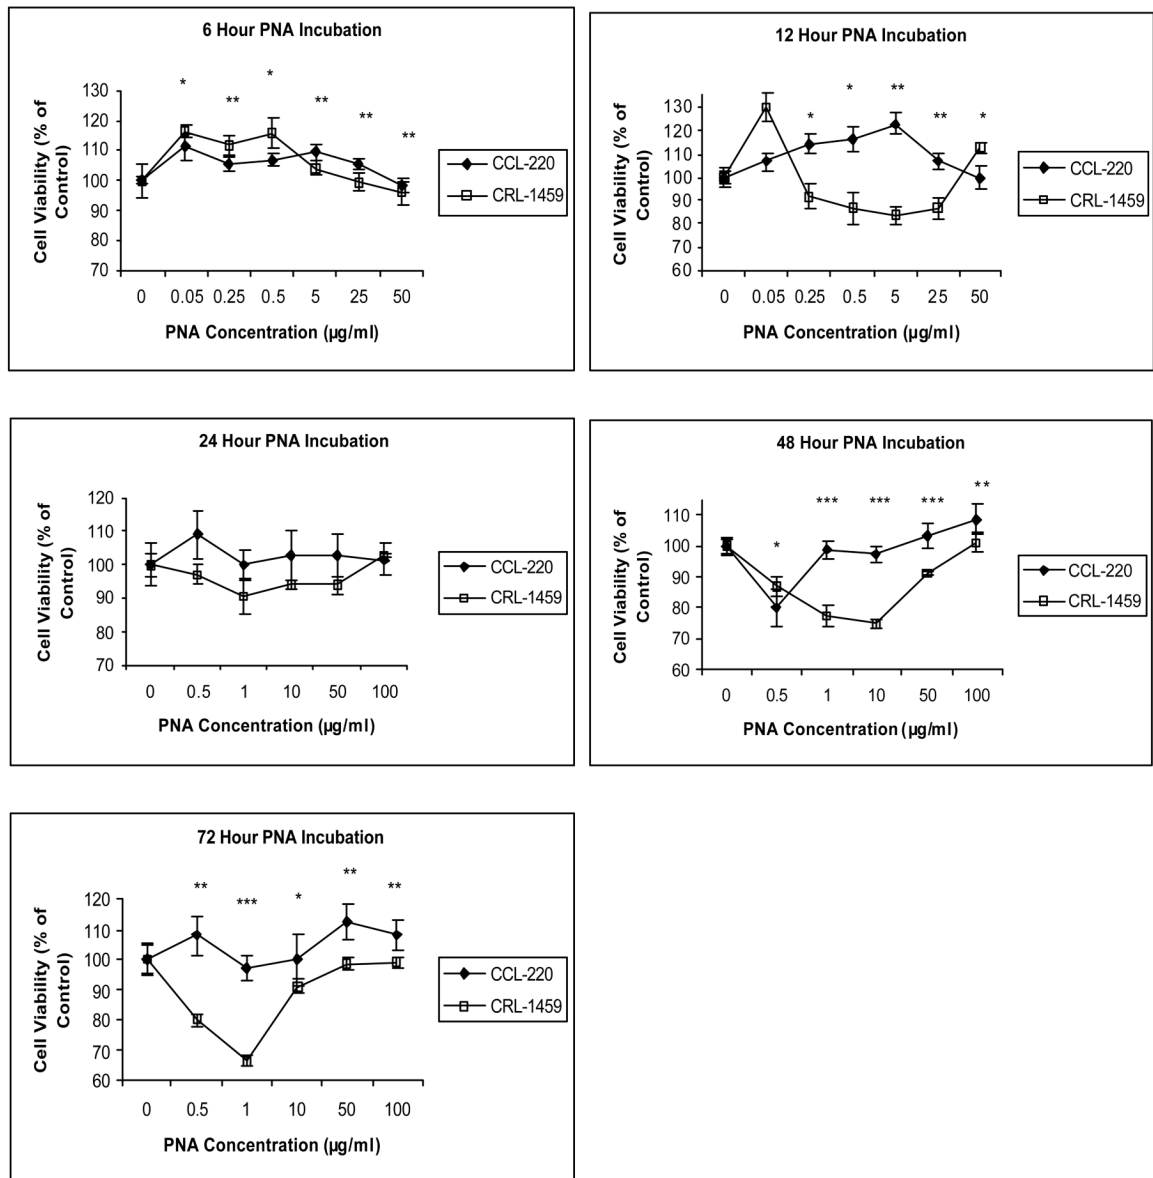 6 Hour PNA Incubation
* ** * ** ** **
130
120
110
100
90
80
70
Cell Viability (% of
Control)
0 0.05 0.25 0.5 5 25 50
PNA Concentration (µg/ml)
CCL-220
CRL-1459
12 Hour PNA Incubation
* * ** ** *
130
120
110
100
90
80
70
60
Cell Viability (% of
Control)
0 0.05 0.25 0.5 5 25 50
PNA Concentration (µg/ml)
CCL-220
CRL-1459
24 Hour PNA Incubation
120
110
100
90
80
70
Cell Viability (% of
Control)
0 0.5 1 10 50 100
PNA Concentration (µg/ml)
CCL-220
CRL-1459
48 Hour PNA Incubation
* *** *** *** **
110
100
90
80
70
60
Cell Viability (% of
Control)
0 0.5 1 10 50 100
PNA Concentration (µg/ml)
CCL-220
CRL-1459
72 Hour PNA Incubation
** *** * ** **
120
110
100
90
80
70
60
Cell Viability (% of
Control)
0 0.5 1 10 50 100
PNA Concentration (µg/ml)
CCL-220
CRL-1459